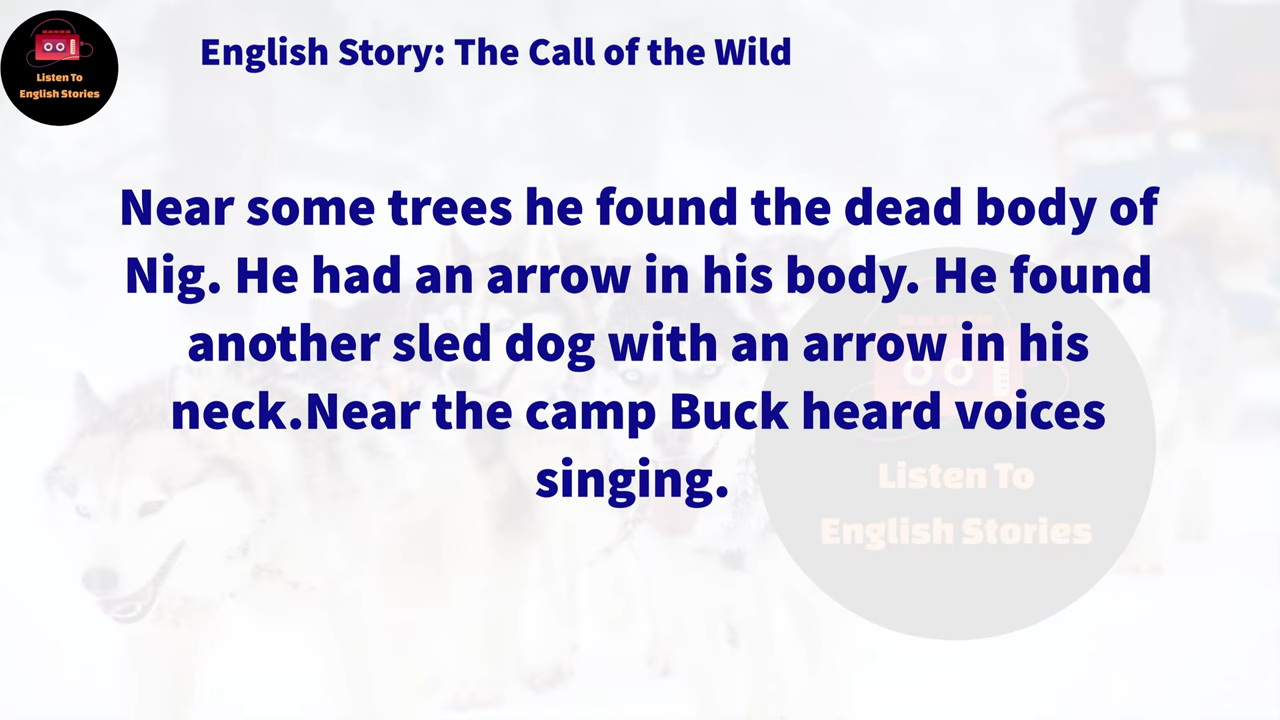 Listen To
English Stories
English Story: The Call of the Wild
Near some trees he found the dead body of
Nig. He had an arrow in his body. He found
another sled dog with an arrow in his
neck.Near the camp Buck heard voices
singing.
Listen To
English Stories